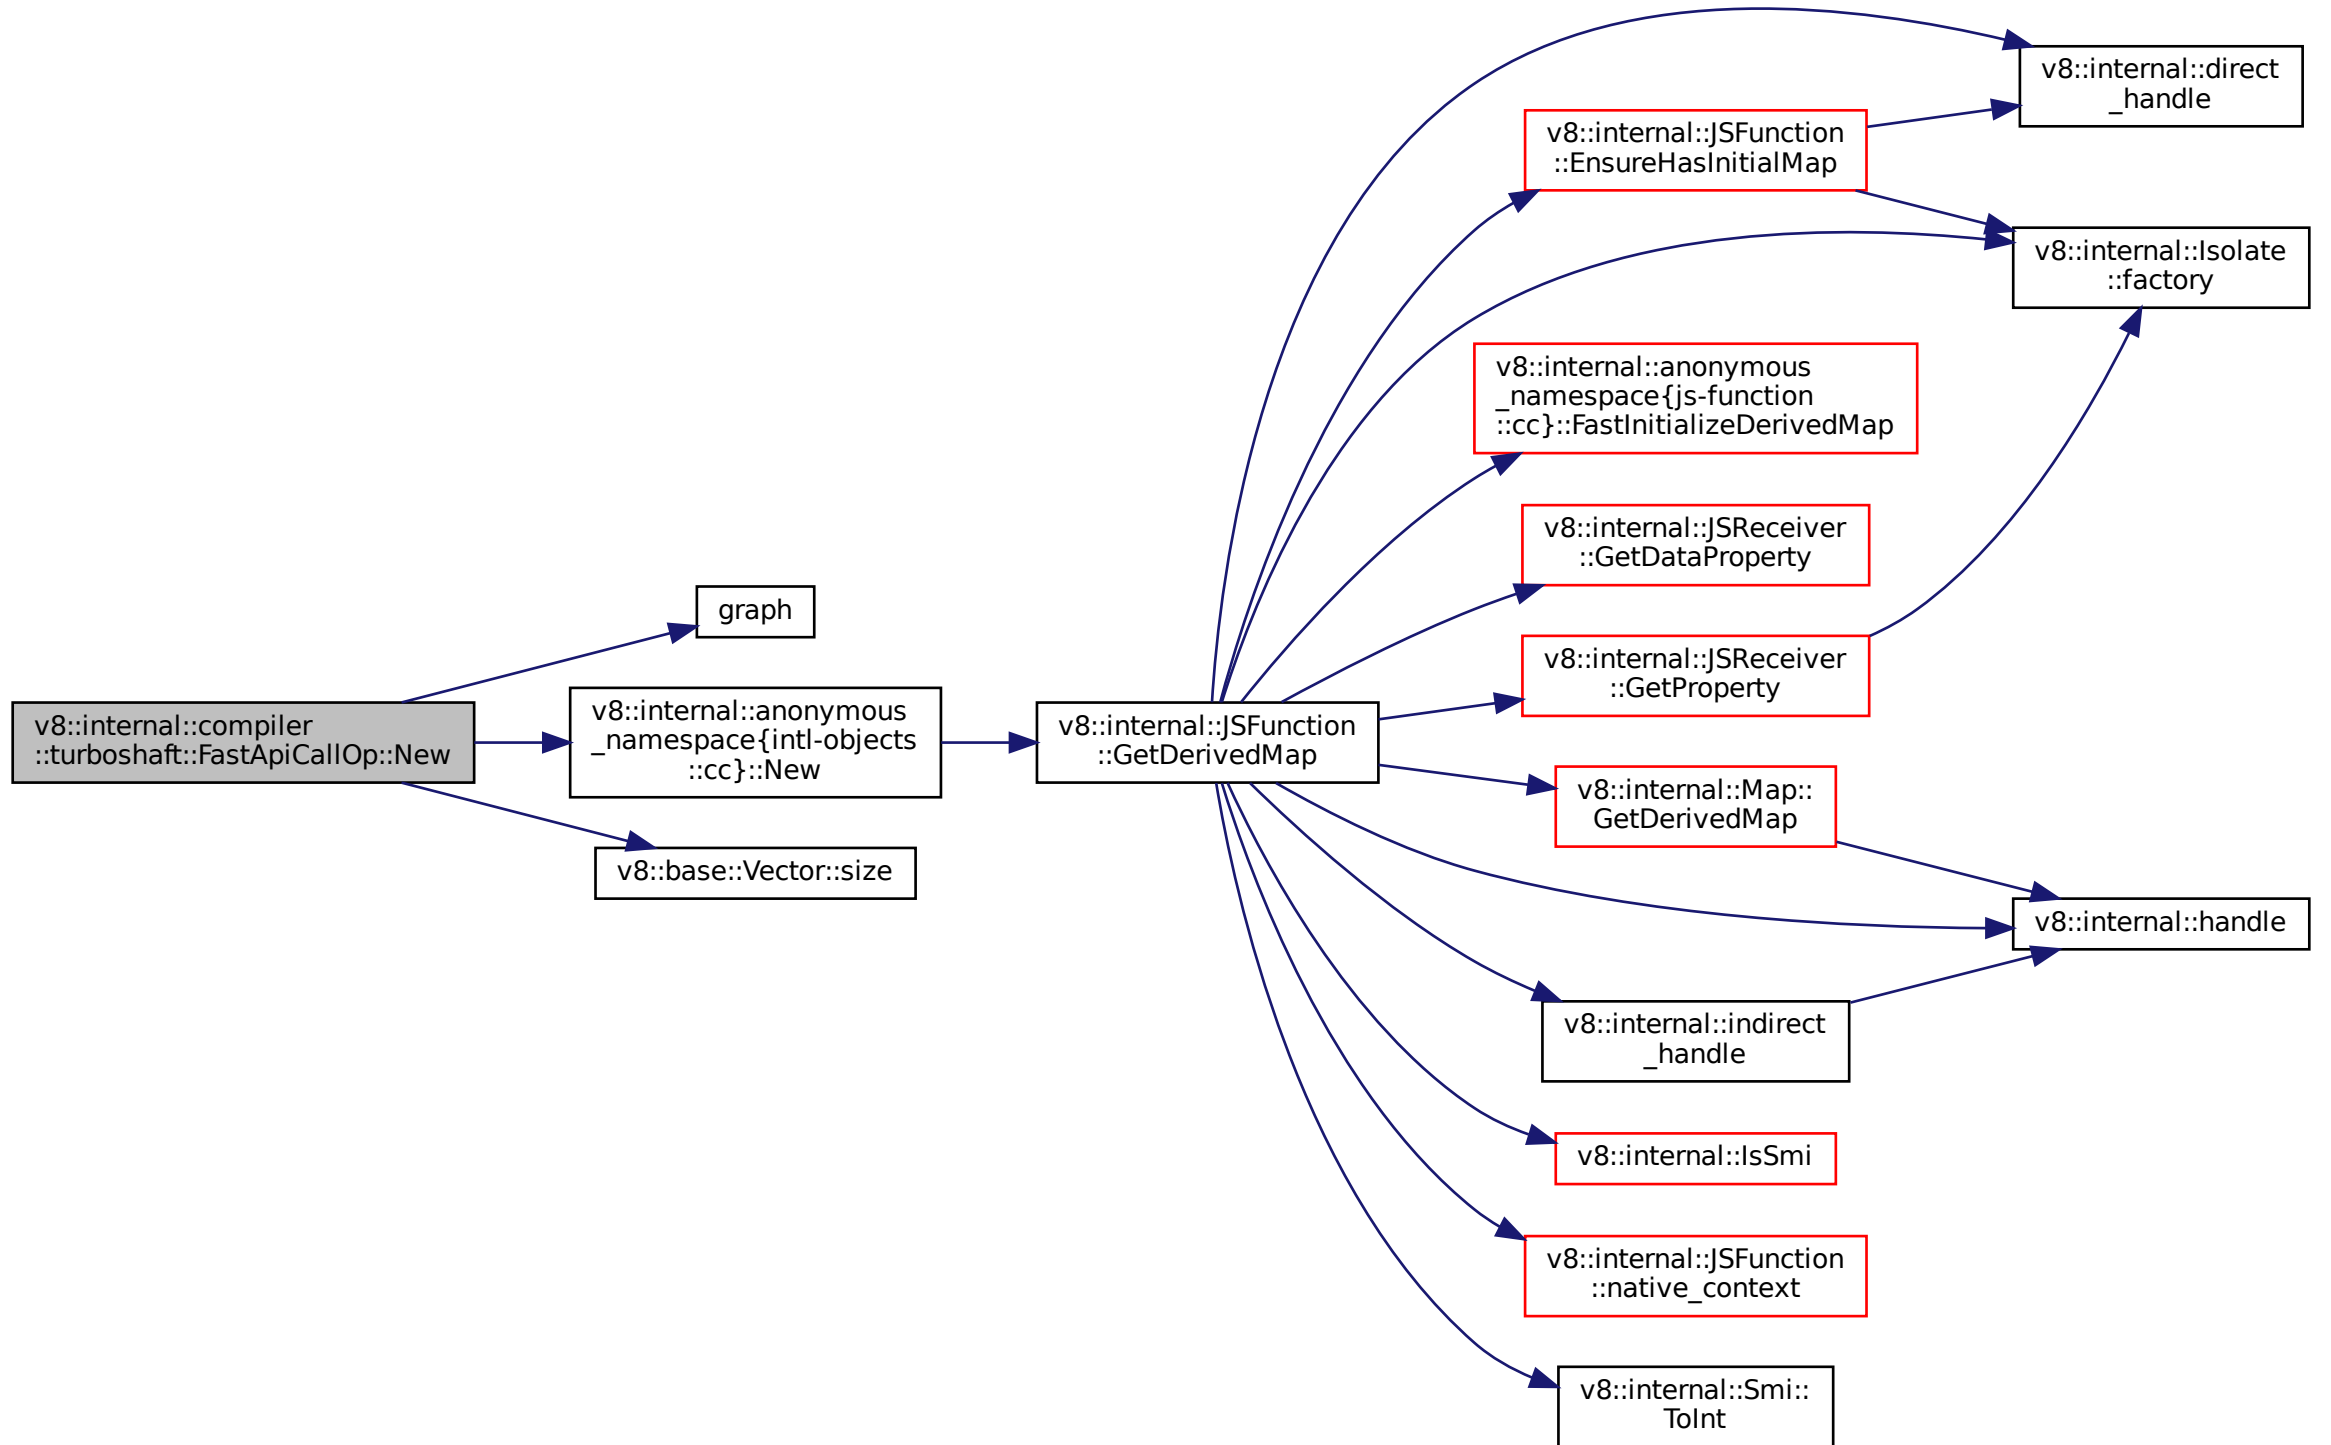 v8::internal::compiler
::turboshaft::FastApiCallOp::New
graph
v8::internal::anonymous
_namespace{intl-objects
::cc}::New
v8::base::Vector::size
v8::internal::JSFunction
::GetDerivedMap
v8::internal::direct
_handle
v8::internal::JSFunction
::EnsureHasInitialMap
v8::internal::Isolate
::factory
v8::internal::anonymous
_namespace{js-function
::cc}::FastInitializeDerivedMap
v8::internal::JSReceiver
::GetDataProperty
v8::internal::JSReceiver
::GetProperty
v8::internal::Map::
GetDerivedMap
v8::internal::handle
v8::internal::indirect
_handle
v8::internal::IsSmi
v8::internal::JSFunction
::native_context
v8::internal::Smi::
ToInt